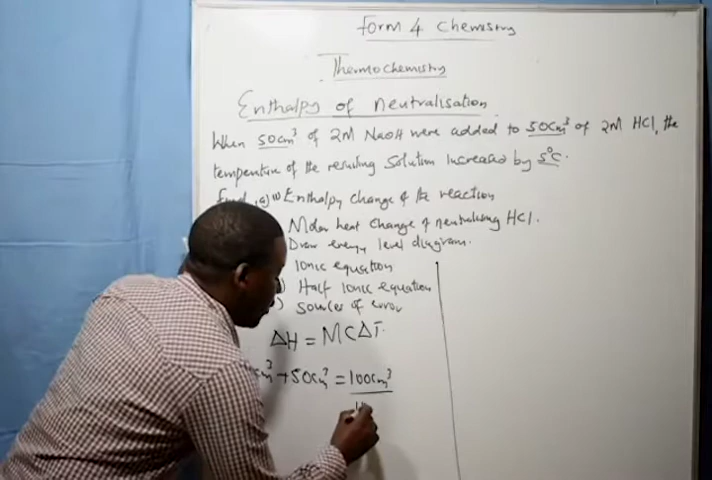 Form 4 Chemistry
Thermochemistry
Enthalpy of neutralisation
When 50cm³ of 2M NaOH were added to 50cm³ of 2M HCl, the
temperature of the resulting solution increased by 5°C.
Find (a) (i) Enthalpy change of the reaction
Molar heat change of neutralising HCl.
Draw energy level diagram.
Ionic equation
Half ionic equation
) Sources of error
ΔH = MCΔT.
cm³ + 50cm³ = 100cm³